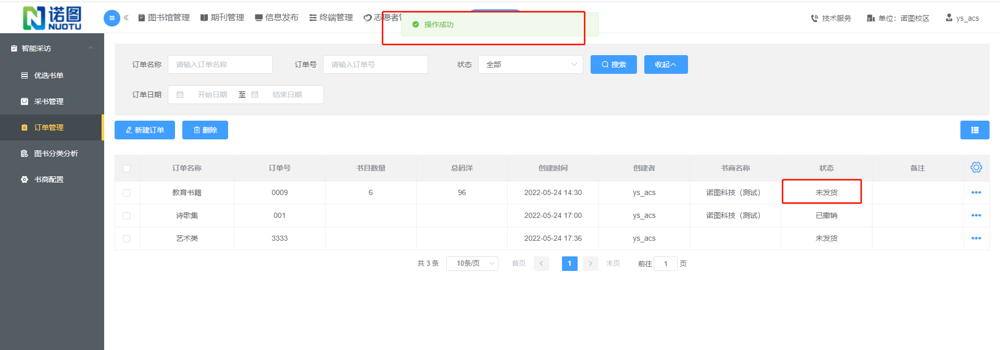 诺图
NUOTU
图书馆管理 期刊管理 信息发布 终端管理 志愿者管
操作成功
技术服务 单位：诺图校区 ys_acs
智能采访
优选书单
采书管理
订单管理
图书分类分析
书商配置
订单名称 请输入订单名称 订单号 请输入订单号 状态 全部 搜索 收起
订单日期 开始日期 至 结束日期
新建订单 删除
订单名称 订单号 书目数量 总码洋 创建时间 创建者 书商名称 状态 备注
教育书籍 0009 6 96 2022-05-24 14:30 ys_acs 诺图科技（测试） 未发货
诗歌集 001 2022-05-24 17:00 ys_acs 诺图科技（测试） 已撤销
艺术类 3333 2022-05-24 17:36 ys_acs 未发货
共 3 条 10条/页 首页 1 末页 前往 1 页